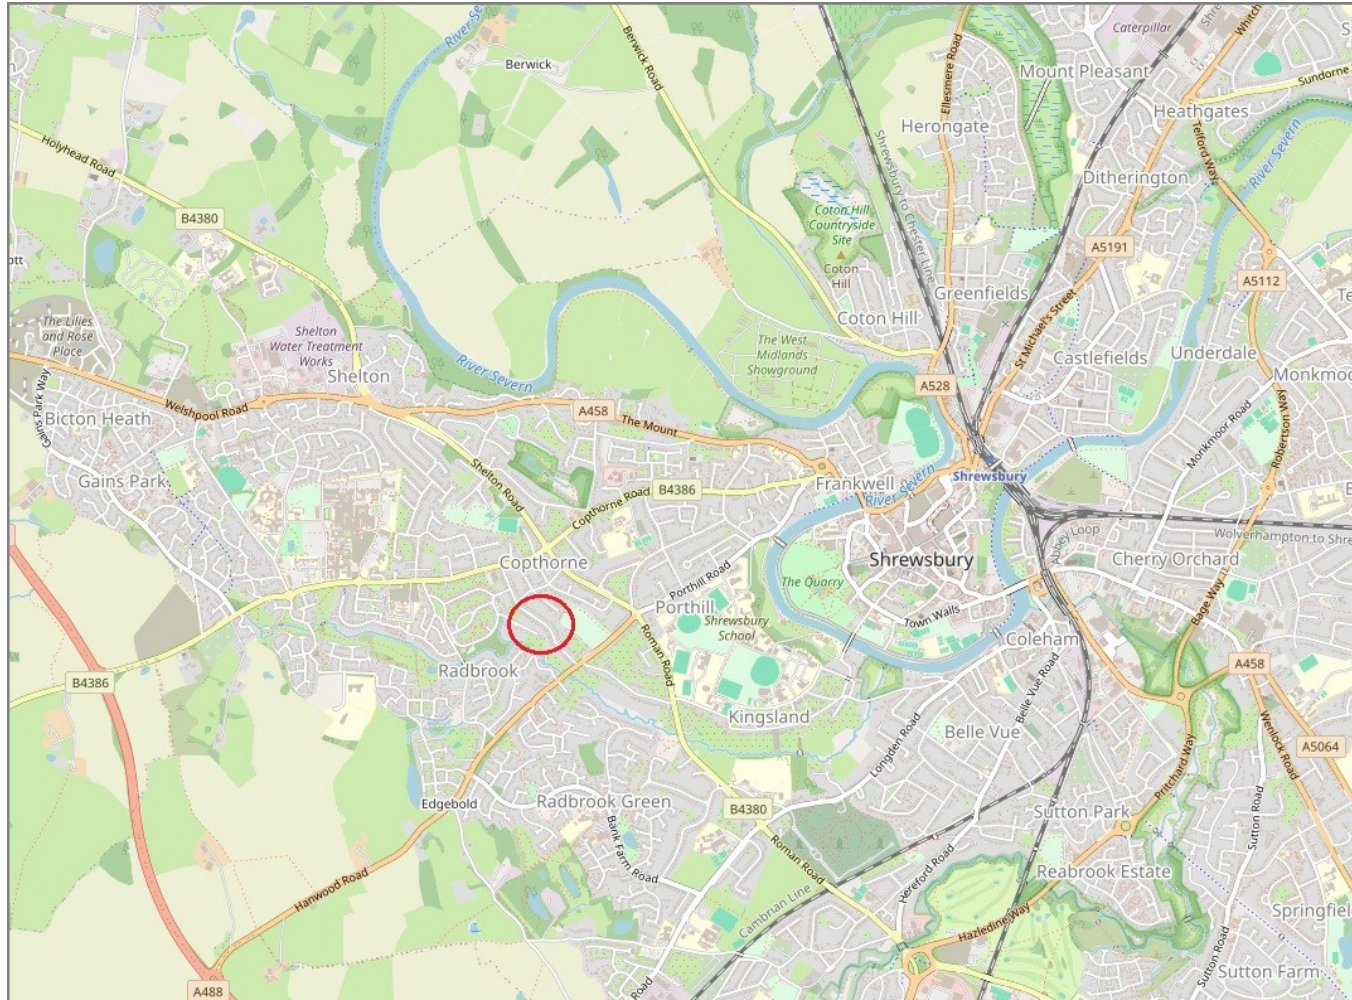 River Sev
Berwick
Berwick Road
Ellesmere Road
Caterpillar
Shre
Whitch
S
Mount Pleasant
Sundorne
Heathgates
Herongate
Telford Way
River Severn
Holyhead Road
Shrewsbury to Chester Line
Ditherington
B4380
Coton Hill
Countryside
Site
A5191
ott
Coton
Hill
A5112
Greenfields
Te
The Lilies
and Rose
Place
Shelton
Water Treatment
Works
Coton Hill
St Michael's Street
The West
Midlands
Showground
Castlefields
Underdale
Shelton
River Severn
Monkmoo
A528
Gains Park Way
Welshpool Road
A458
The Mount
Bicton Heath
Monkmoor Road
Robertson Way
Gains Park
Shelton Road
Copthorne Road
B4386
Frankwell
River Severn
Shrewsbury
E
Abbey Loop
Wolverhampton to Shre
Copthorne
Shrewsbury
Cherry Orchard
Porthill Road
The Quarry
Bage Way
Porthill
Shrewsbury
School
Town Walls
Coleham
Roman Road
Radbrook
Belle Vue Road
A458
B4386
Kingsland
Longden Road
Belle Vue
Wenlock Road
A5064
Pritchard Way
Edgebold
Radbrook Green
B4380
Sutton Park
Sutton Road
Bank Farm Road
Roman Road
Hereford Road
Reabrook Estate
Hanwood Road
Cambrian Line
Hazledine Way
Springfiel
Sutton Road
Sutton Farm
A488
Road